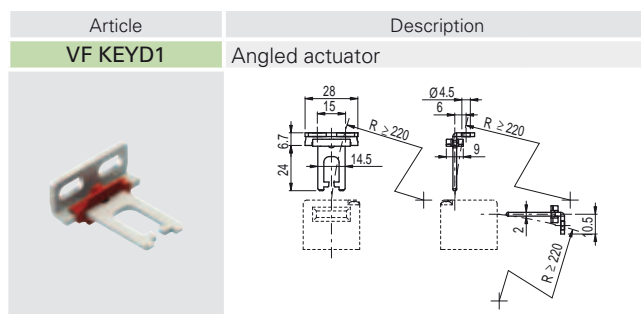 Article Description
VF KEYD1 Angled actuator
28
15
6.7
24
14.5
R ≥ 220
Ø 4.5
6
9
R ≥ 220
2
10.5
R ≥ 220